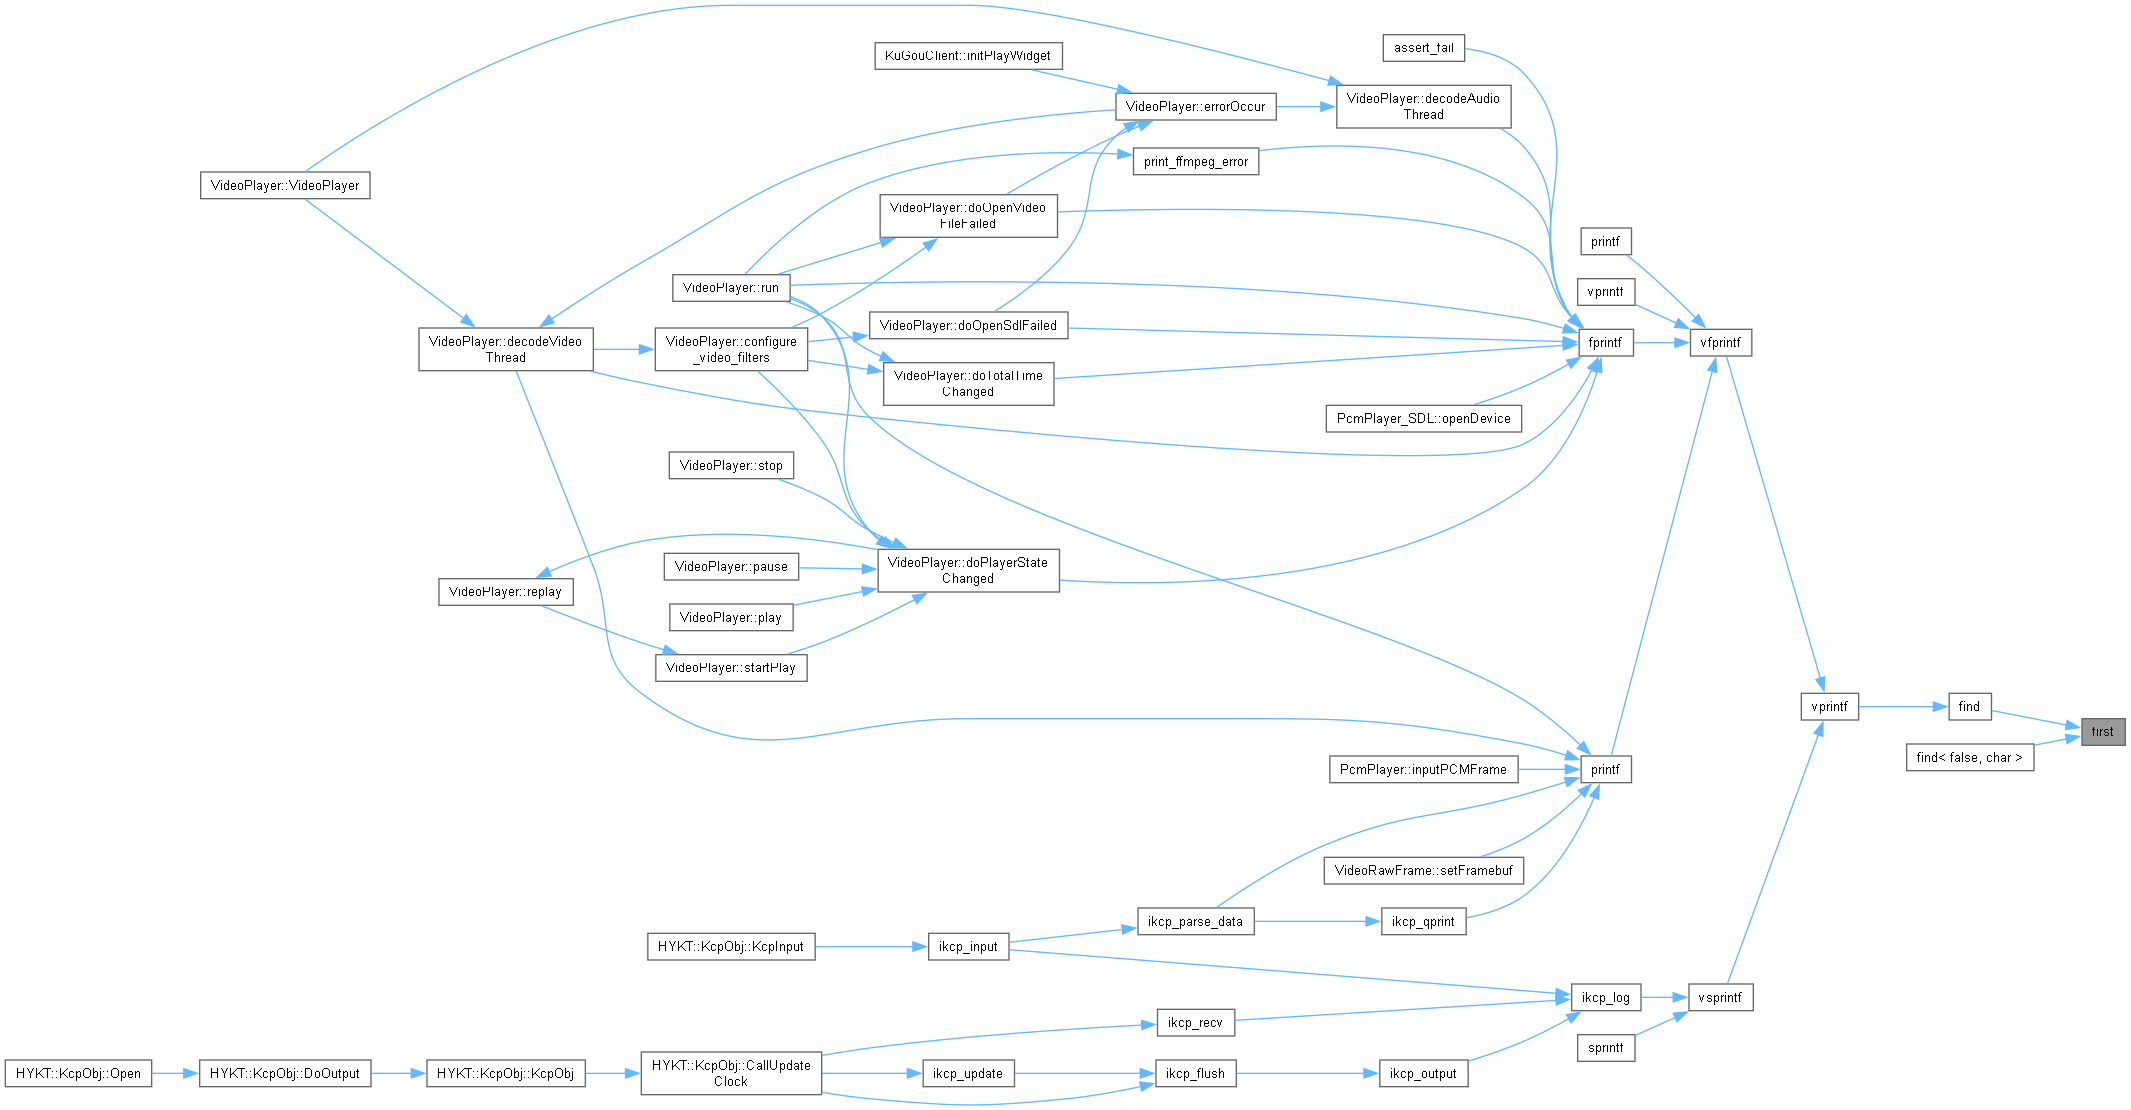 KuGouClient::initPlayWidget
assert_fail
VideoPlayer::decodeAudio
Thread
VideoPlayer::errorOccur
print_ffmpeg_error
VideoPlayer::VideoPlayer
VideoPlayer::doOpenVideo
FileFailed
printf
vprintf
VideoPlayer::run
VideoPlayer::doOpenSdlFailed
VideoPlayer::decodeVideo
Thread
VideoPlayer::configure
_video_filters
fprintf
vfprintf
VideoPlayer::doTotalTime
Changed
PcmPlayer_SDL::openDevice
VideoPlayer::stop
VideoPlayer::doPlayerState
Changed
VideoPlayer::pause
VideoPlayer::replay
VideoPlayer::play
VideoPlayer::startPlay
vprintf
find
first
find< false, char >
PcmPlayer::inputPCMFrame
printf
VideoRawFrame::setFramebuf
ikcp_parse_data
ikcp_qprint
HYKT::KcpObj::KcpInput
ikcp_input
ikcp_log
vsprintf
ikcp_recv
sprintf
HYKT::KcpObj::Open
HYKT::KcpObj::DoOutput
HYKT::KcpObj::KcpObj
HYKT::KcpObj::CallUpdate
Clock
ikcp_update
ikcp_flush
ikcp_output